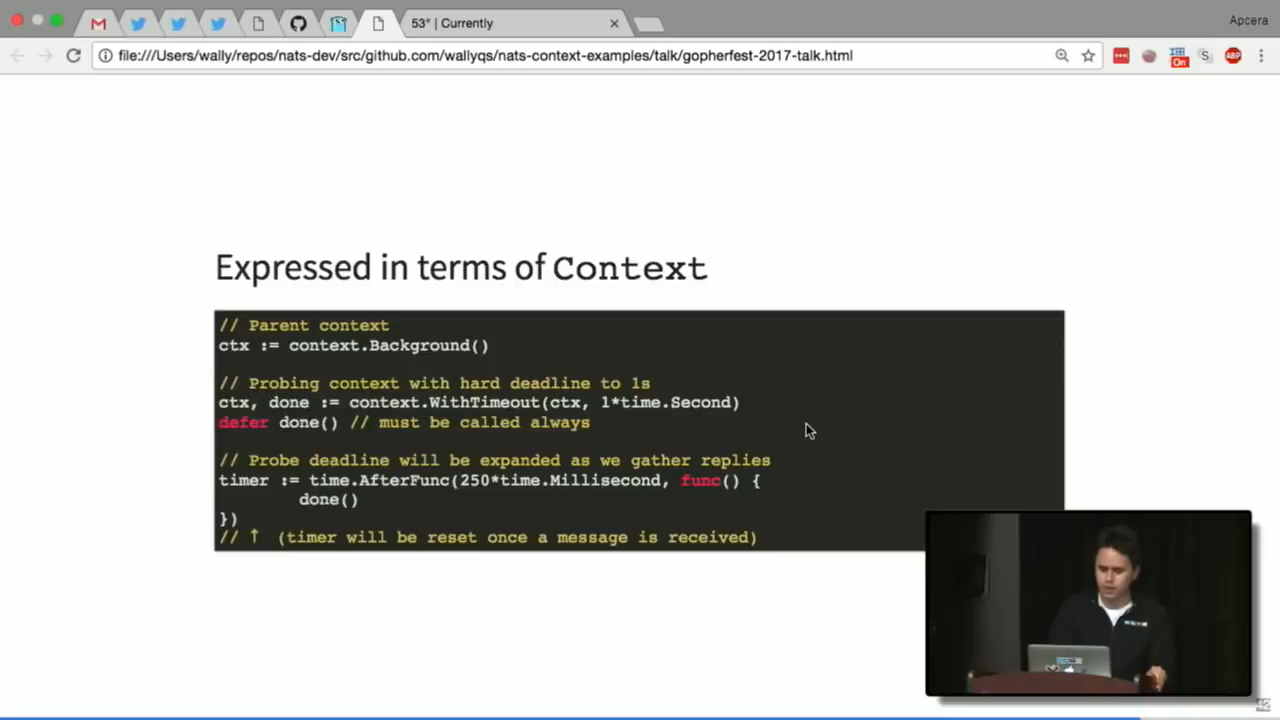 53° | Currently
Apcera
file:///Users/wally/repos/nats-dev/src/github.com/wallyqs/nats-context-examples/talk/gopherfest-2017-talk.html
On
ABP
Expressed in terms of Context
// Parent context
ctx := context.Background()
// Probing context with hard deadline to 1s
ctx, done := context.WithTimeout(ctx, 1*time.Second)
defer done() // must be called always
// Probe deadline will be expanded as we gather replies
timer := time.AfterFunc(250*time.Millisecond, func() {
done()
})
// ↑ (timer will be reset once a message is received)